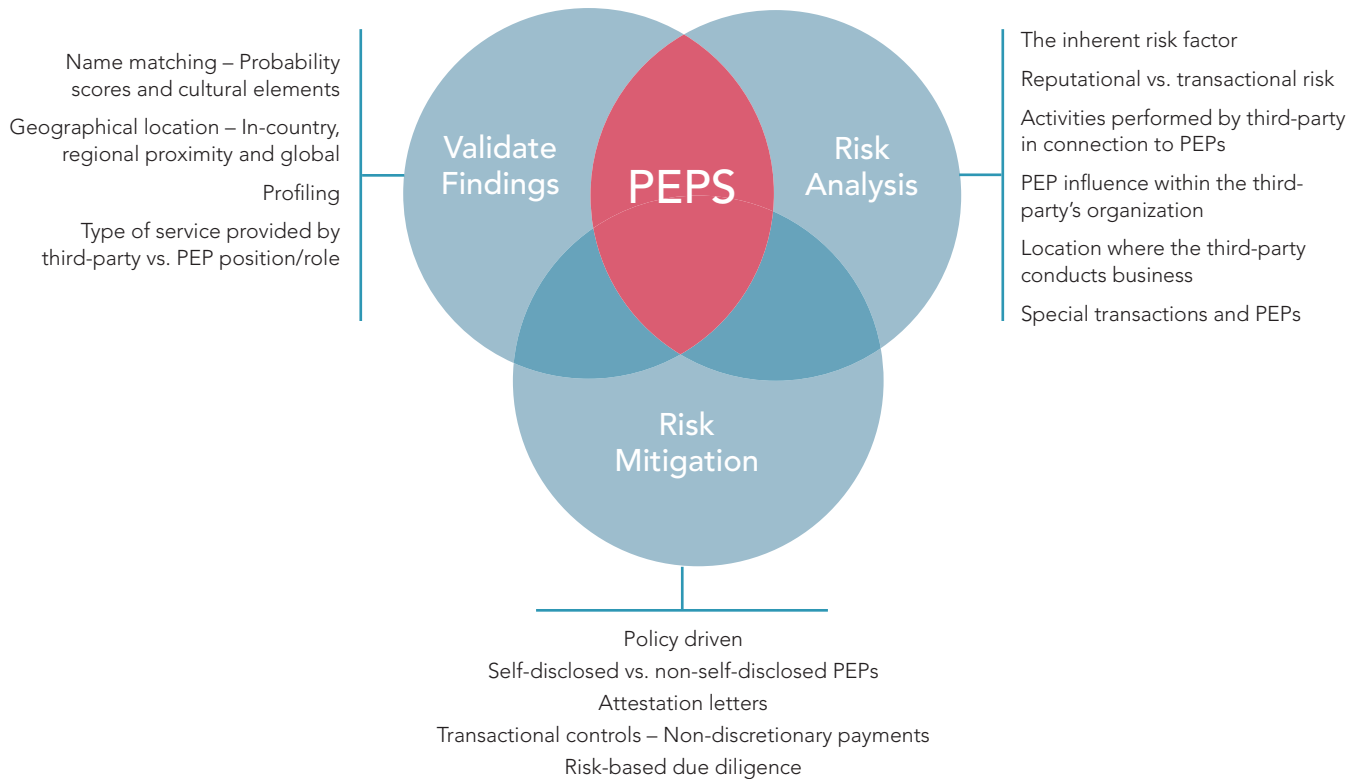 Name matching – Probability
scores and cultural elements
Geographical location – In-country,
regional proximity and global
Profiling
Type of service provided by
third-party vs. PEP position/role
Validate
Findings
PEPS
Risk
Analysis
The inherent risk factor
Reputational vs. transactional risk
Activities performed by third-party
in connection to PEPs
PEP influence within the third-
party's organization
Location where the third-party
conducts business
Special transactions and PEPs
Risk
Mitigation
Policy driven
Self-disclosed vs. non-self-disclosed PEPs
Attestation letters
Transactional controls – Non-discretionary payments
Risk-based due diligence